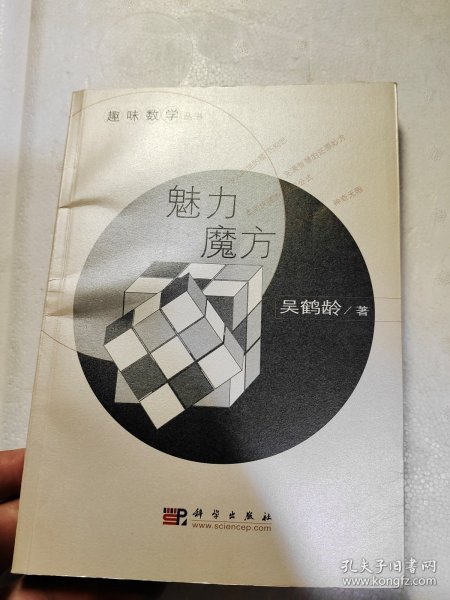 趣味数学丛书
魅力
魔方
吴鹤龄/著
SP
科学出版社
www.sciencep.com
孔夫子旧书网
www.kongfz.com